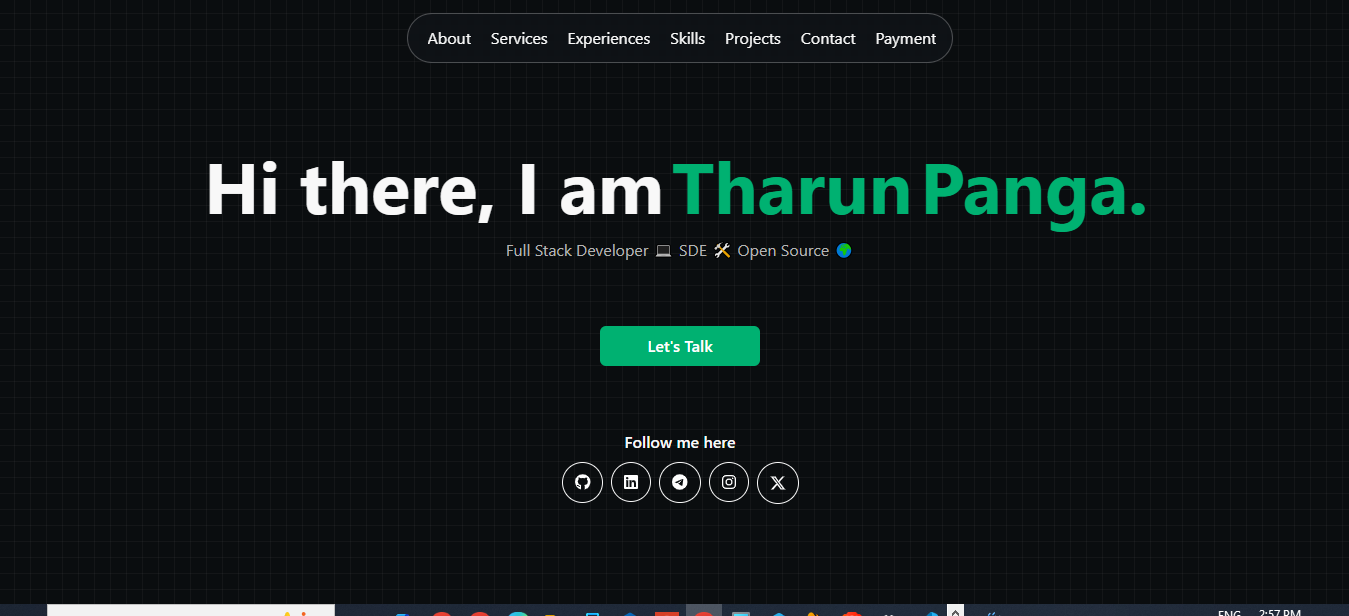 About Services Experiences Skills Projects Contact Payment
Hi there, I am Tharun Panga.
Full Stack Developer 💻 SDE 🛠 Open Source 🌍
Let's Talk
Follow me here
ENG 2:57 PM